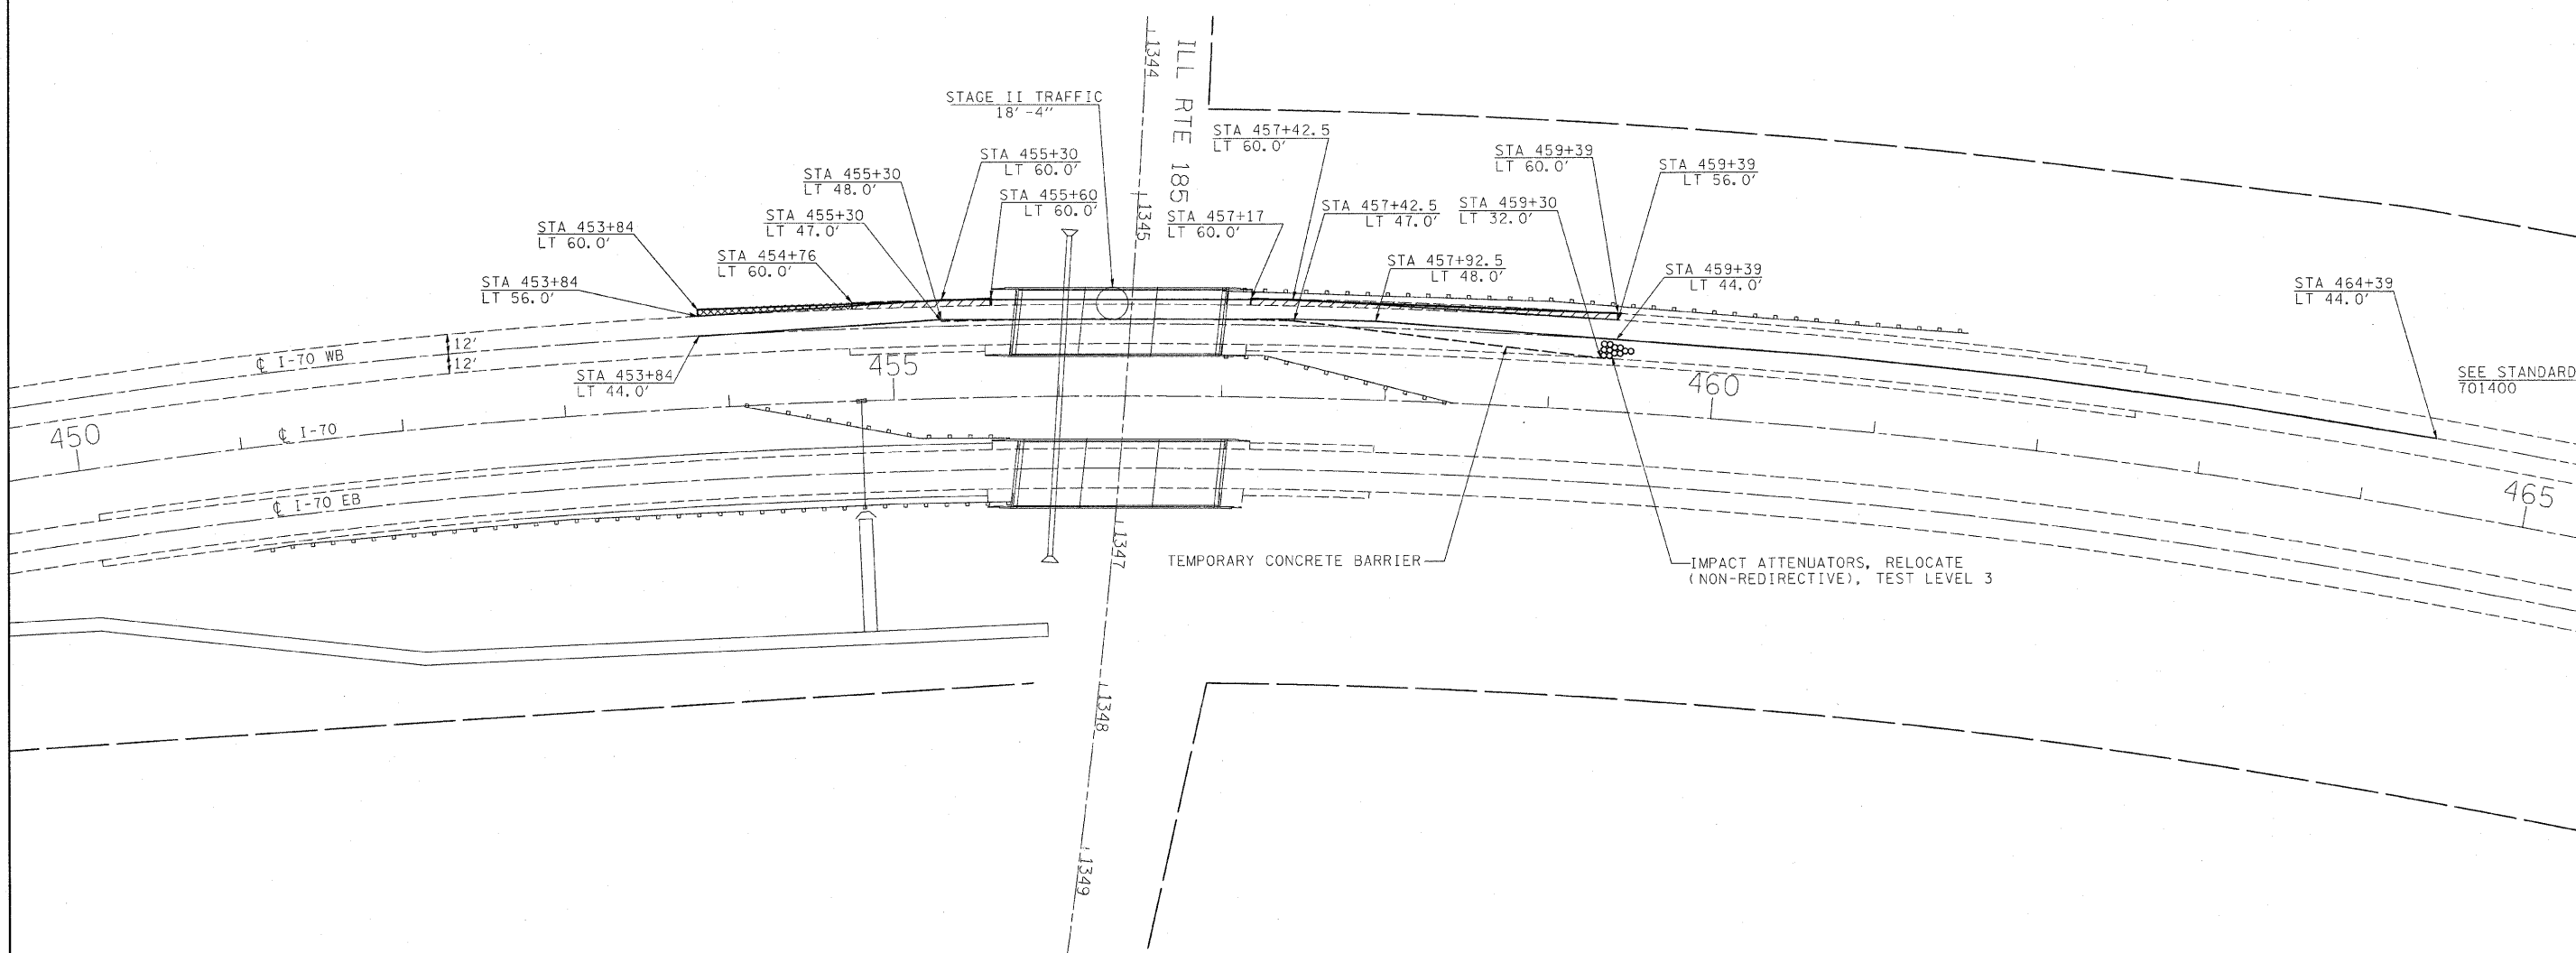 1344
ILL RTE 185
STAGE II TRAFFIC
18'-4"
STA 457+42.5
LT 60.0'
STA 455+30
LT 60.0'
STA 459+39
LT 60.0'
STA 459+39
LT 56.0'
STA 455+30
LT 48.0'
STA 455+60
LT 60.0'
1345
STA 457+42.5
LT 47.0'
STA 459+30
LT 32.0'
STA 453+84
LT 60.0'
STA 455+30
LT 47.0'
STA 457+17
LT 60.0'
STA 454+76
LT 60.0'
STA 457+92.5
LT 48.0'
STA 459+39
LT 44.0'
STA 453+84
LT 56.0'
STA 464+39
LT 44.0'
12'
12'
℄ I-70 WB
STA 453+84
LT 44.0'
455
460
SEE STANDARD
701400
450
℄ I-70
465
℄ I-70 EB
1347
TEMPORARY CONCRETE BARRIER
IMPACT ATTENUATORS, RELOCATE
(NON-REDIRECTIVE), TEST LEVEL 3
1348
1349